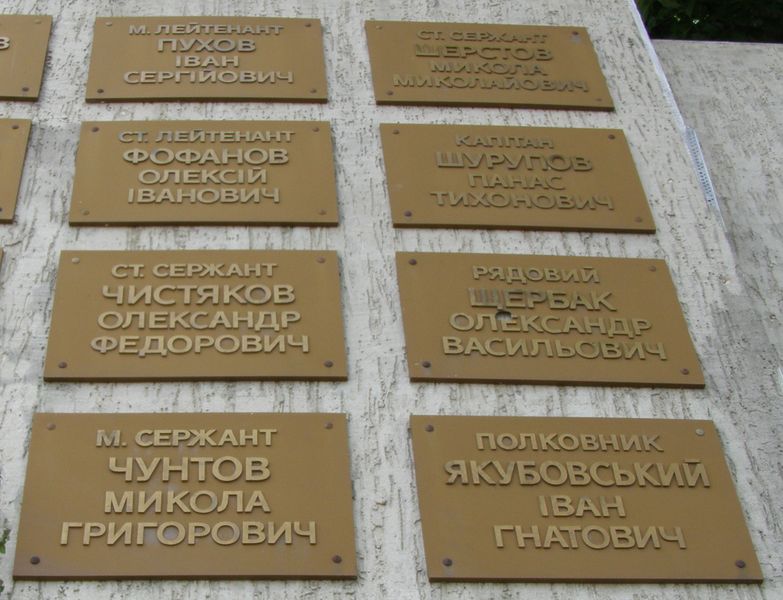 М. ЛЕЙТЕНАНТ
ПУХОВ
ІВАН
СЕРГІЙОВИЧ
СТ. ЛЕЙТЕНАНТ
ФОФАНОВ
ОЛЕКСІЙ
ІВАНОВИЧ
СТ. СЕРЖАНТ
ЧИСТЯКОВ
ОЛЕКСАНДР
ФЕДОРОВИЧ
М. СЕРЖАНТ
ЧУНТОВ
МИКОЛА
ГРИГОРОВИЧ
СТ. СЕРЖАНТ
ШЕРСТОВ
МИКОЛА
МИКОЛАЙОВИЧ
КАПІТАН
ШУРУПОВ
ПАНАС
ТИХОНОВИЧ
РЯДОВИЙ
ЩЕРБАК
ОЛЕКСАНДР
ВАСИЛЬОВИЧ
ПОЛКОВНИК
ЯКУБОВСЬКИЙ
ІВАН
ГНАТОВИЧ